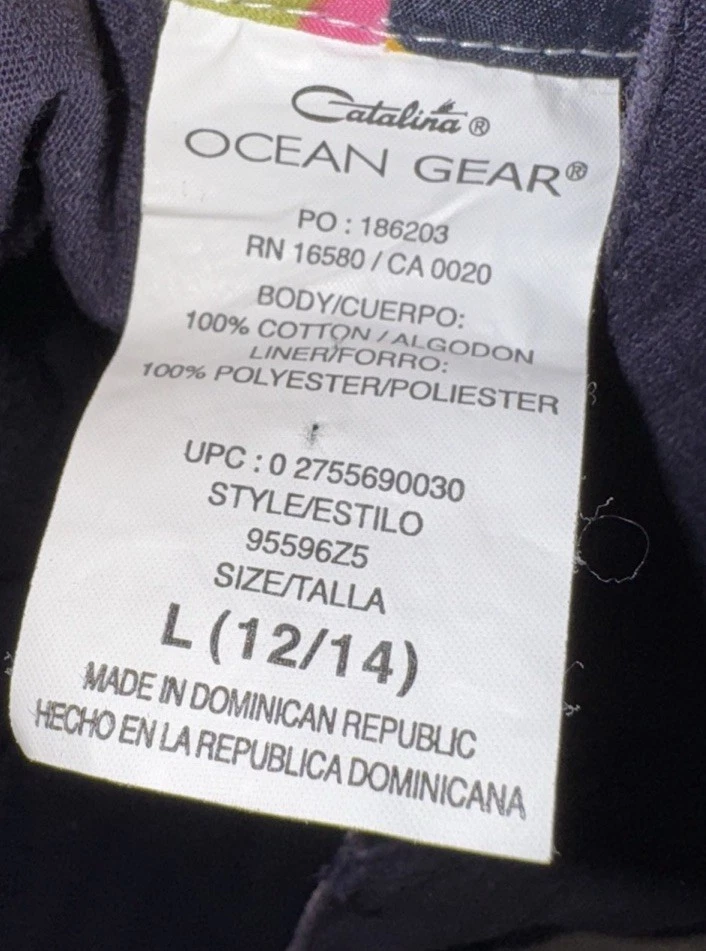 Catalina®
OCEAN GEAR®
PO : 186203
RN 16580 / CA 0020
BODY/CUERPO:
100% COTTON / ALGODON
LINER/FORRO:
100% POLYESTER/POLIESTER
UPC : 0 2755690030
STYLE/ESTILO
95596Z5
SIZE/TALLA
L (12/14)
MADE IN DOMINICAN REPUBLIC
HECHO EN LA REPUBLICA DOMINICANA